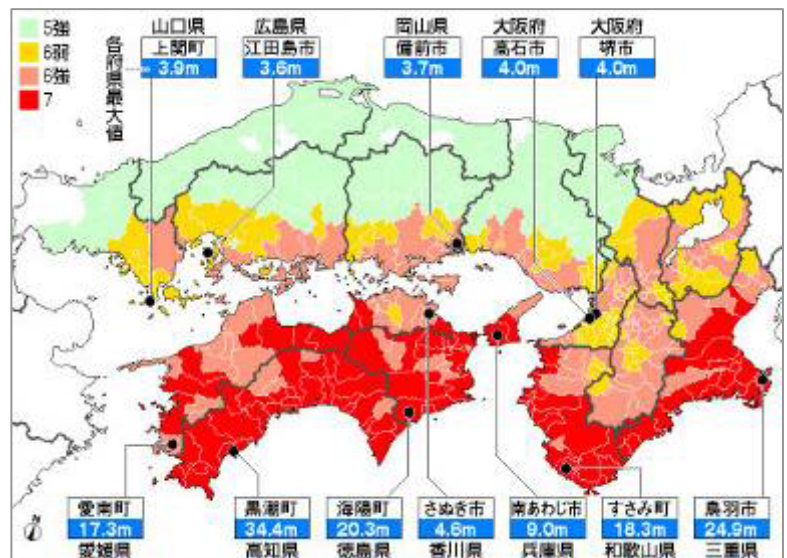 5強
6弱
6強
7
各府県最大値
山口県
上関町
3.9m
広島県
江田島市
3.6m
岡山県
備前市
3.7m
大阪府
高石市
4.0m
大阪府
堺市
4.0m
愛南町
17.3m
愛媛県
黒潮町
34.4m
高知県
海陽町
20.3m
徳島県
さぬき市
4.6m
香川県
南あわじ市
9.0m
兵庫県
すさみ町
18.3m
和歌山県
鳥羽市
24.9m
三重県